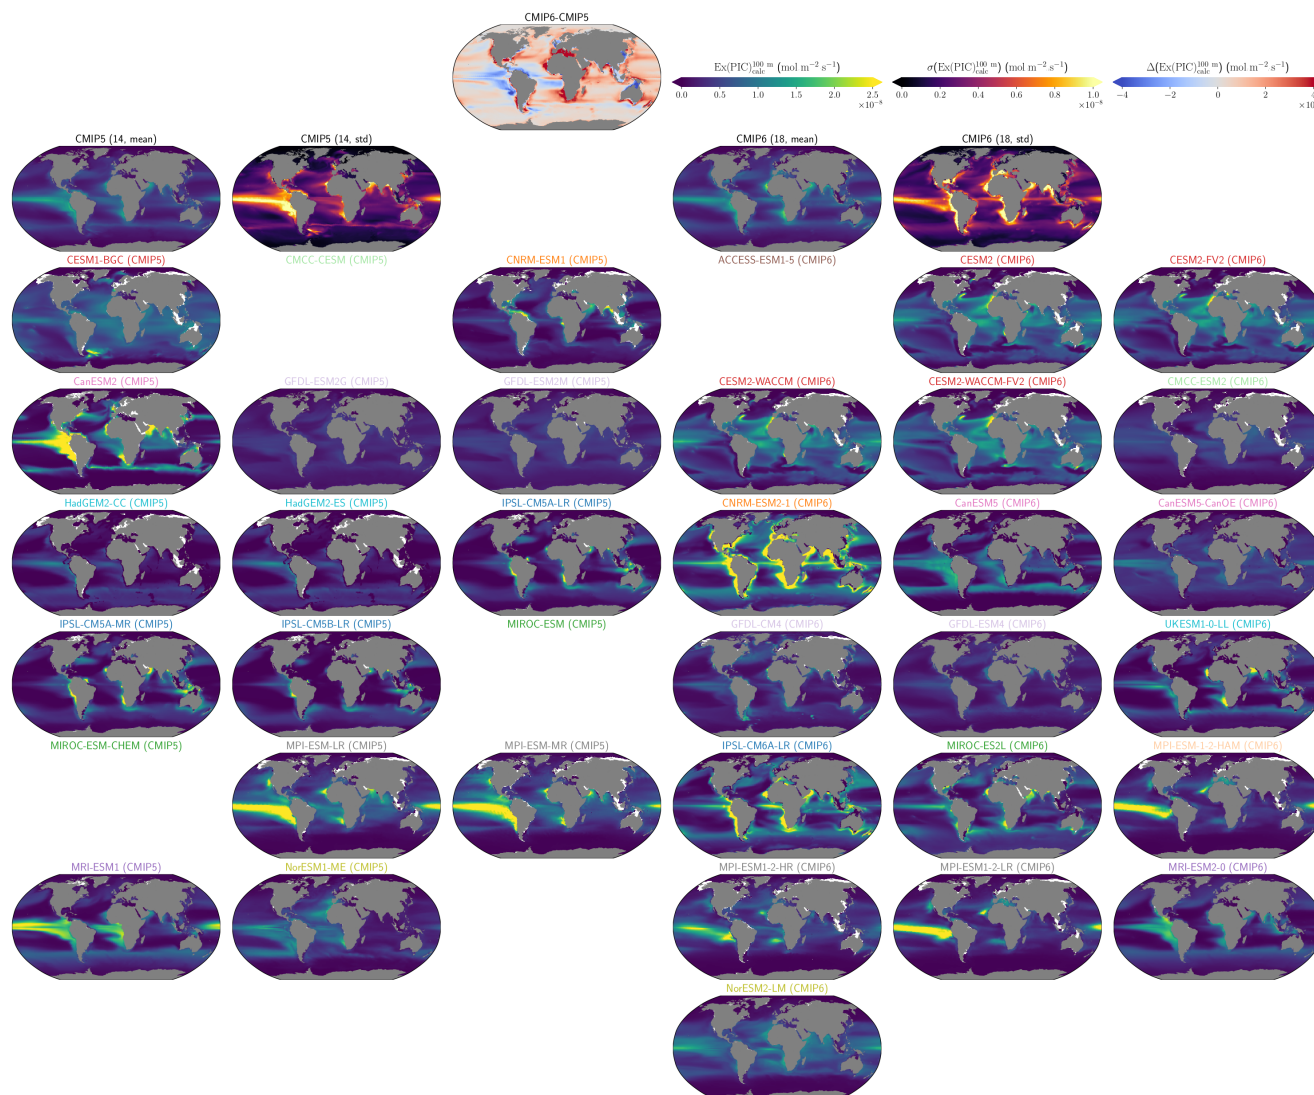 CMIP6-CMIP5
Ex(PIC)^{100 m}_{calc} (mol m^{-2} s^{-1})
0.0 0.5 1.0 1.5 2.0 2.5
×10^{-8}
σ(Ex(PIC)^{100 m}_{calc}) (mol m^{-2} s^{-1})
0.0 0.2 0.4 0.6 0.8 1.0
×10^{-8}
Δ(Ex(PIC)^{100 m}_{calc}) (mol m^{-2} s^{-1})
−4 −2 0 2 4
CMIP5 (14, mean) CMIP5 (14, std) CMIP6 (18, mean) CMIP6 (18, std)
CESM1-BGC (CMIP5) CMCC-CESM (CMIP5) CNRM-ESM1 (CMIP5) ACCESS-ESM1-5 (CMIP6) CESM2 (CMIP6) CESM2-FV2 (CMIP6)
CanESM2 (CMIP5) GFDL-ESM2G (CMIP5) GFDL-ESM2M (CMIP5) CESM2-WACCM (CMIP6) CESM2-WACCM-FV2 (CMIP6) CMCC-ESM2 (CMIP6)
HadGEM2-CC (CMIP5) HadGEM2-ES (CMIP5) IPSL-CM5A-LR (CMIP5) CNRM-ESM2-1 (CMIP6) CanESM5 (CMIP6) CanESM5-CanOE (CMIP6)
IPSL-CM5A-MR (CMIP5) IPSL-CM5B-LR (CMIP5) MIROC-ESM (CMIP5) GFDL-CM4 (CMIP6) GFDL-ESM4 (CMIP6) UKESM1-0-LL (CMIP6)
MIROC-ESM-CHEM (CMIP5) MPI-ESM-LR (CMIP5) MPI-ESM-MR (CMIP5) IPSL-CM6A-LR (CMIP6) MIROC-ES2L (CMIP6) MPI-ESM-1-2-HAM (CMIP6)
MRI-ESM1 (CMIP5) NorESM1-ME (CMIP5) MPI-ESM1-2-HR (CMIP6) MPI-ESM1-2-LR (CMIP6) MRI-ESM2-0 (CMIP6)
NorESM2-LM (CMIP6)